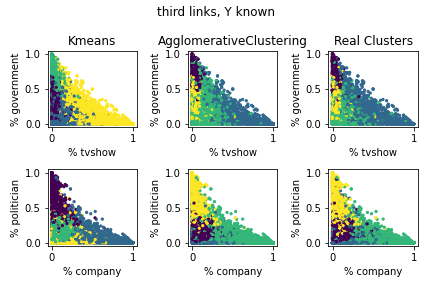 third links, Y known
Kmeans
AgglomerativeClustering
Real Clusters
% government
1.0
0.5
0.0
0
1
% tvshow
% government
1.0
0.5
0.0
0
1
% tvshow
% government
1.0
0.5
0.0
0
1
% tvshow
% politician
1.0
0.5
0.0
0
1
% company
% politician
1.0
0.5
0.0
0
1
% company
% politician
1.0
0.5
0.0
0
1
% company